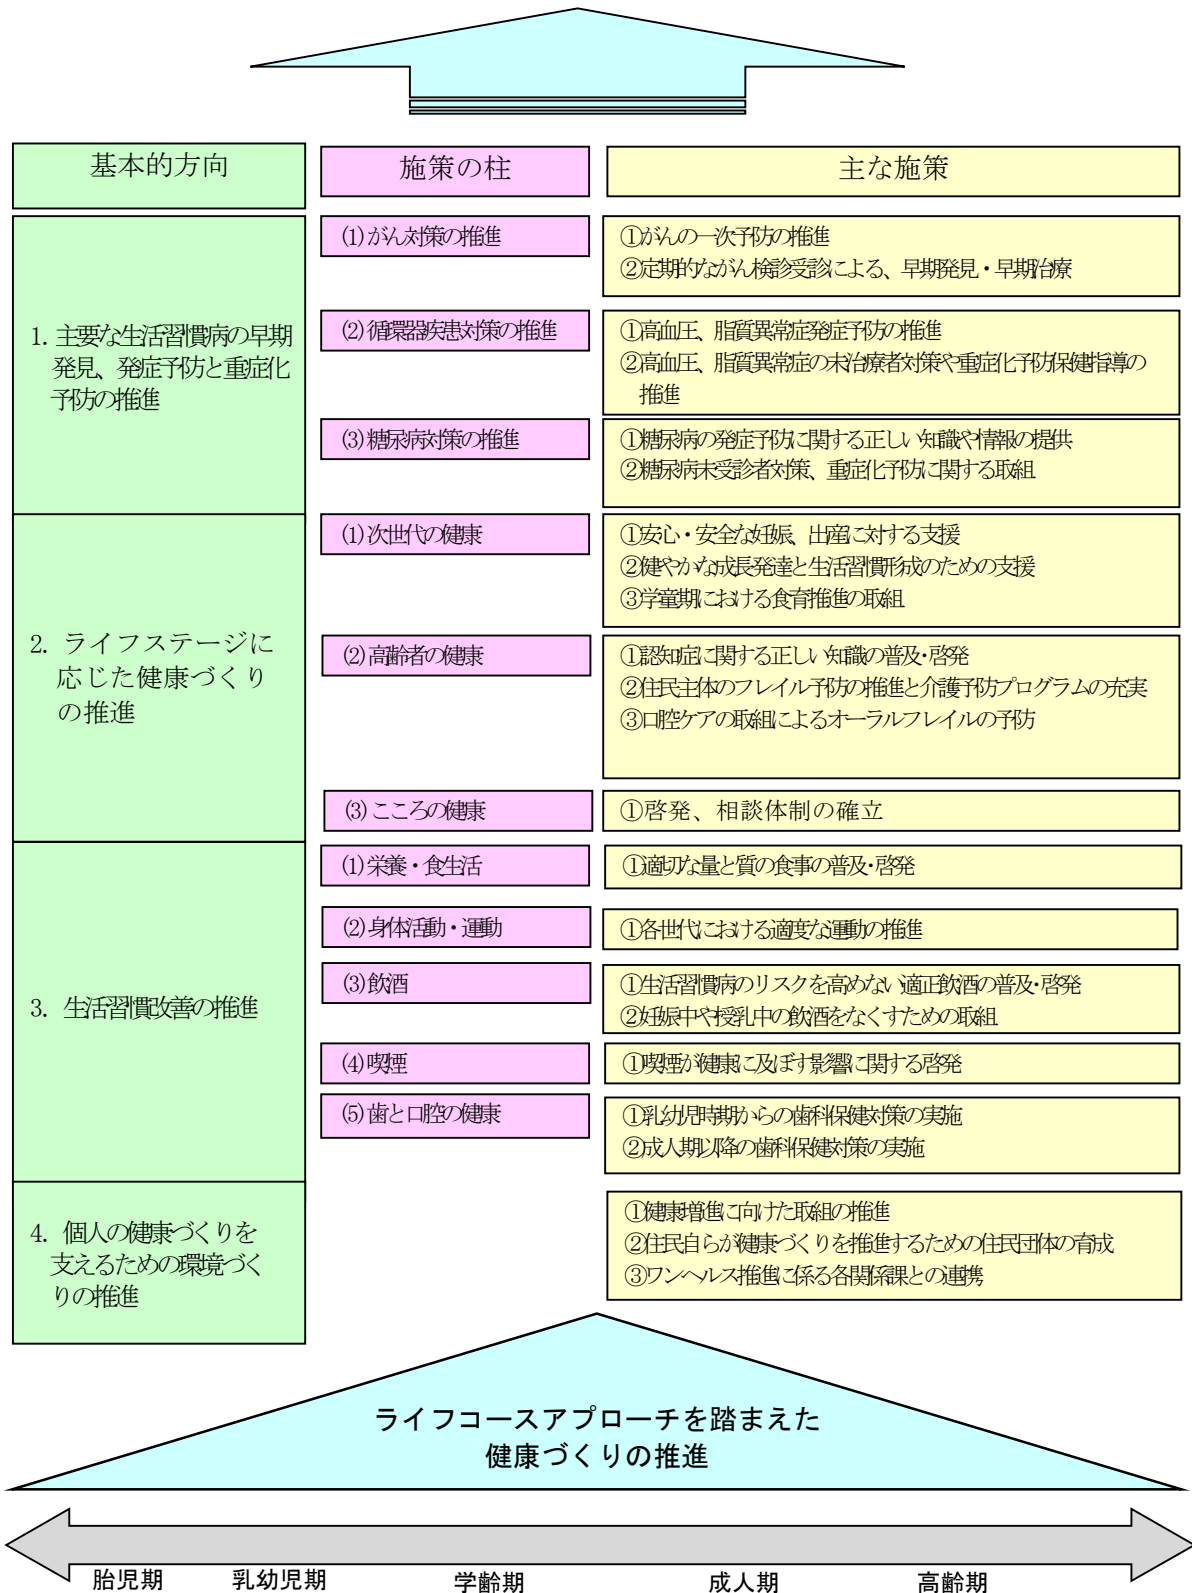 基本的方向
施策の柱
主な施策
1. 主要な生活習慣病の早期
発見、発症予防と重症化
予防の推進
(1)がん対策の推進
①がんの一次予防の推進
②定期的ながん検診受診による、早期発見・早期治療
(2)循環器疾患対策の推進
①高血圧、脂質異常症発症予防の推進
②高血圧、脂質異常症の未治療者対策や重症化予防保健指導の
推進
(3)糖尿病対策の推進
①糖尿病の発症予防に関する正しい知識や情報の提供
②糖尿病未受診者対策、重症化予防に関する取組
2. ライフステージに
応じた健康づくり
の推進
(1)次世代の健康
①安心・安全な妊娠、出産に対する支援
②健やかな成長発達と生活習慣形成のための支援
③学童期における食育推進の取組
(2)高齢者の健康
①認知症に関する正しい知識の普及・啓発
②住民主体のフレイル予防の推進と介護予防プログラムの充実
③口腔ケアの取組によるオーラルフレイルの予防
(3)こころの健康
①啓発、相談体制の確立
3. 生活習慣改善の推進
(1)栄養・食生活
①適切な量と質の食事の普及・啓発
(2)身体活動・運動
①各世代における適度な運動の推進
(3)飲酒
①生活習慣病のリスクを高めない適正飲酒の普及・啓発
②妊娠中や授乳中の飲酒をなくすための取組
(4)喫煙
①喫煙が健康に及ぼす影響に関する啓発
(5)歯と口腔の健康
①乳幼児時期からの歯科保健対策の実施
②成人期以降の歯科保健対策の実施
4. 個人の健康づくりを
支えるための環境づく
りの推進
①健康増進に向けた取組の推進
②住民自らが健康づくりを推進するための住民団体の育成
③ワンヘルス推進に係る各関係課との連携
ライフコースアプローチを踏まえた
健康づくりの推進
胎児期 乳幼児期 学齢期 成人期 高齢期